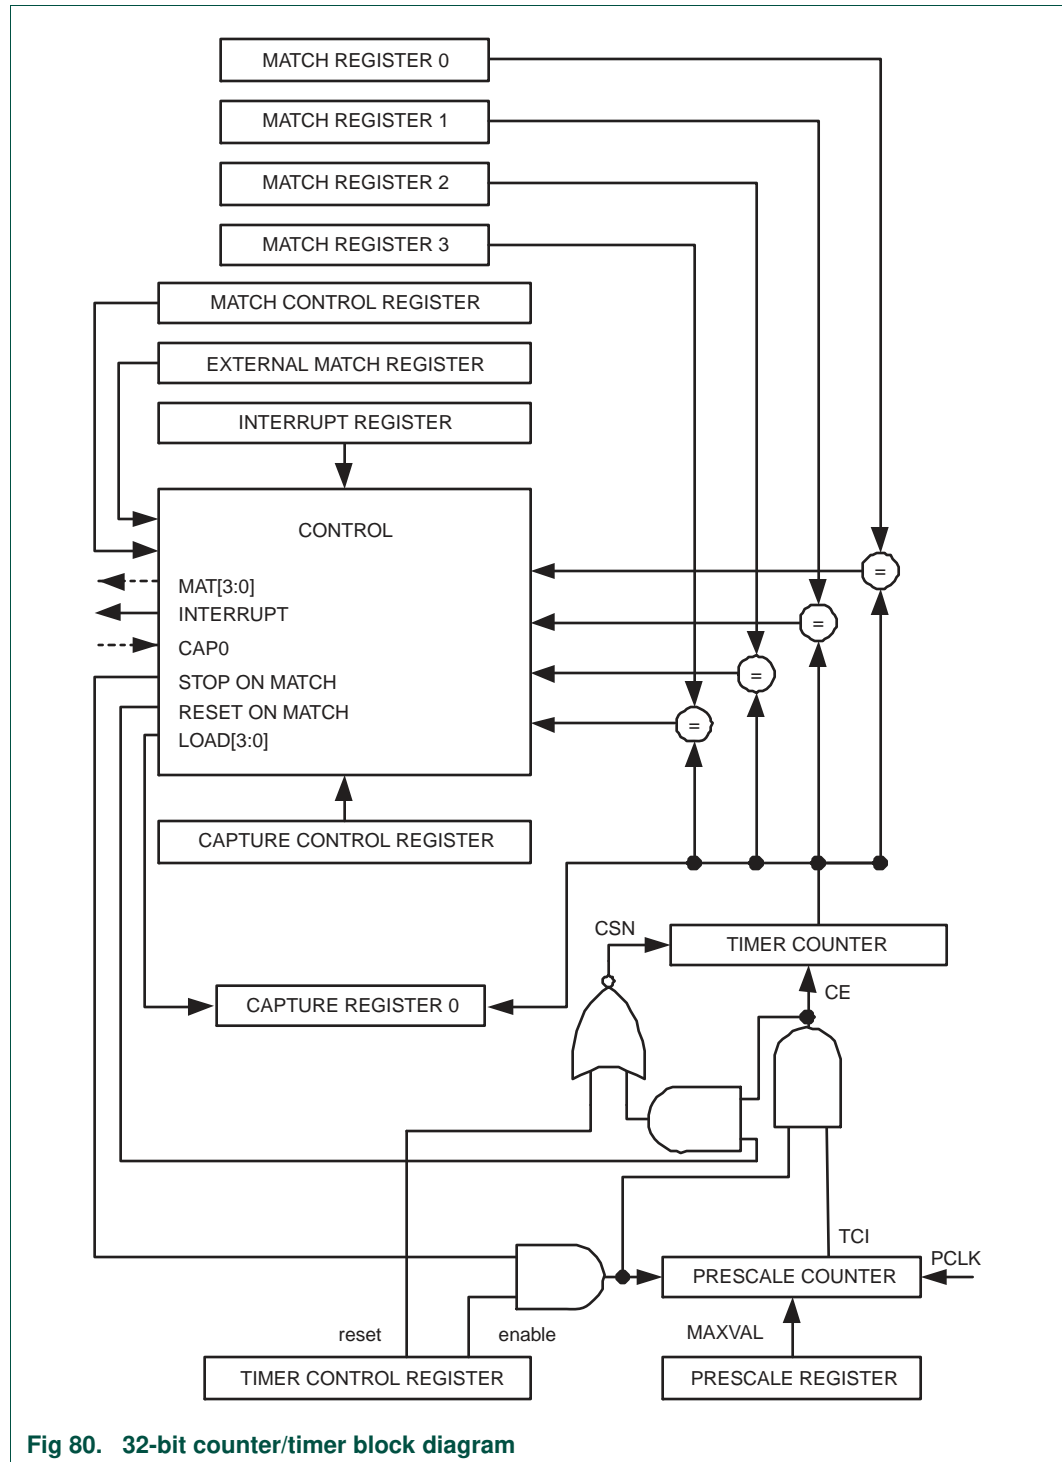 MATCH REGISTER 0
MATCH REGISTER 1
MATCH REGISTER 2
MATCH REGISTER 3
MATCH CONTROL REGISTER
EXTERNAL MATCH REGISTER
INTERRUPT REGISTER
CONTROL
=
=
=
=
MAT[3:0]
INTERRUPT
CAP0
STOP ON MATCH
RESET ON MATCH
LOAD[3:0]
CAPTURE CONTROL REGISTER
CSN
TIMER COUNTER
CE
CAPTURE REGISTER 0
TCI
PCLK
PRESCALE COUNTER
reset
enable
MAXVAL
TIMER CONTROL REGISTER
PRESCALE REGISTER
Fig 80. 32-bit counter/timer block diagram